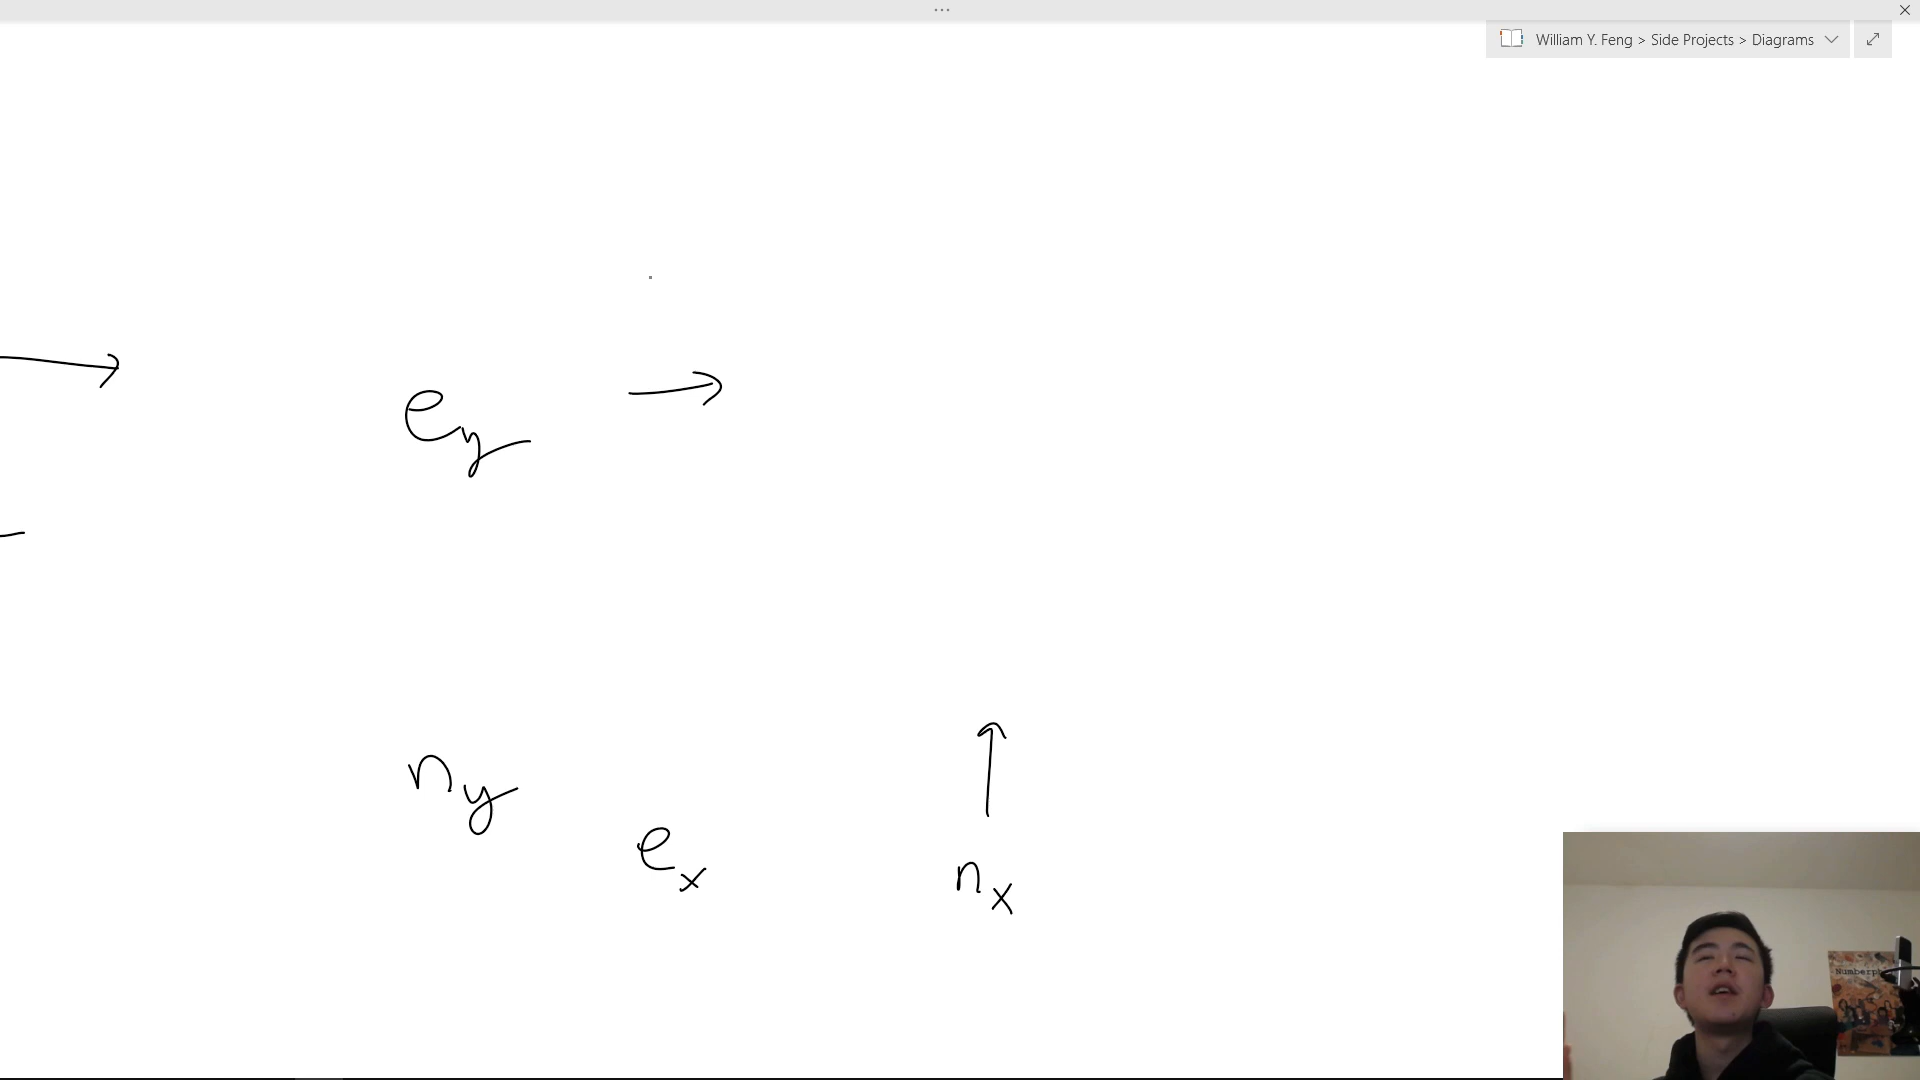 William Y. Feng > Side Projects > Diagrams
e_y →
n_y
e_x
n_x